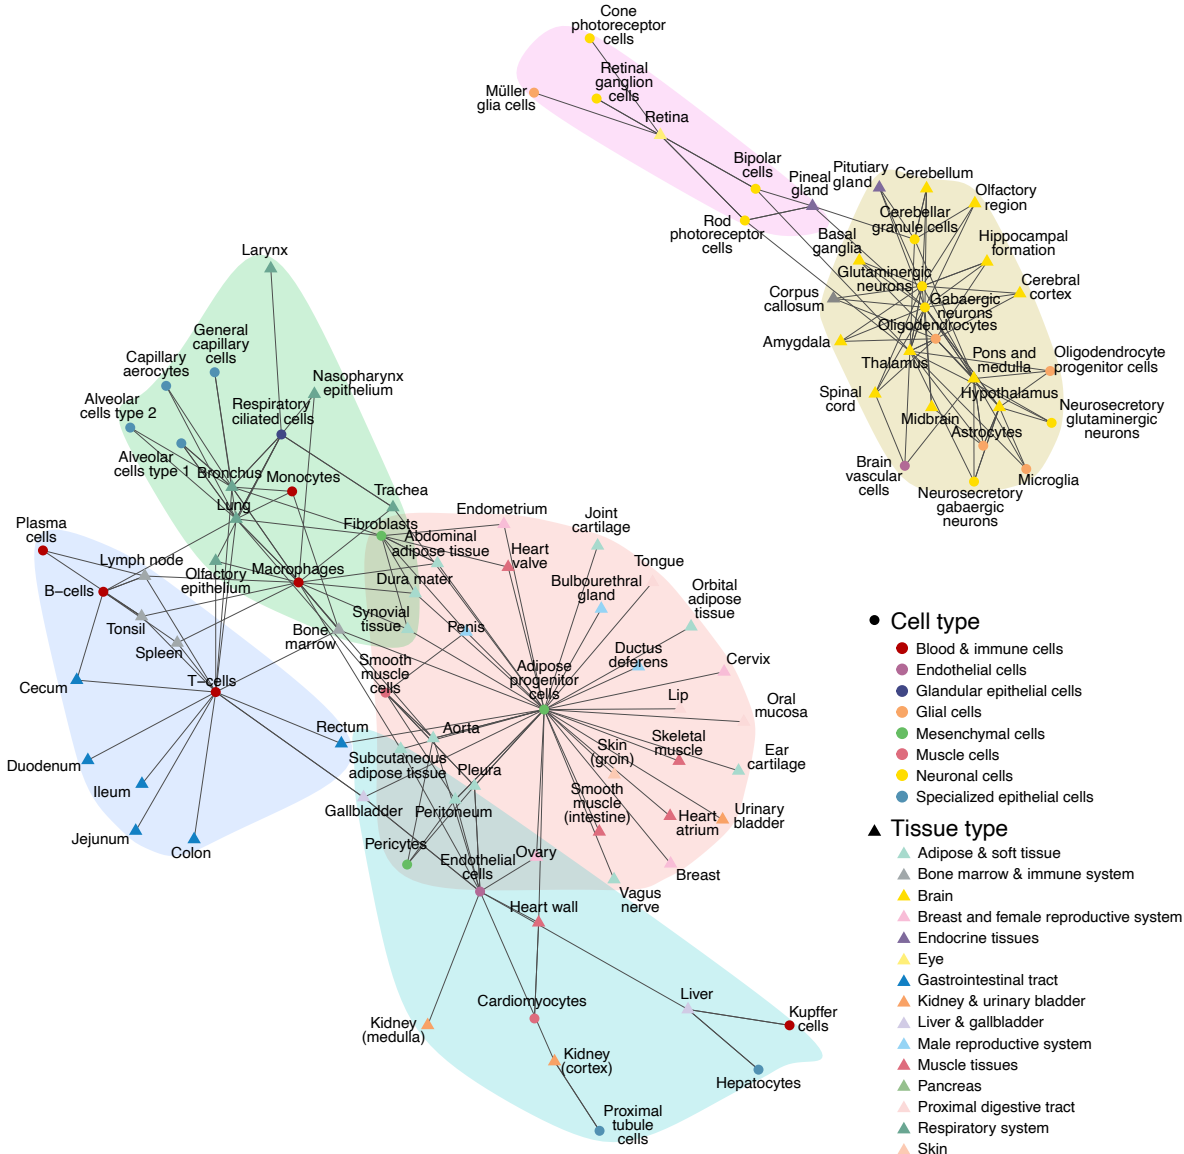 Cone
photoreceptor
cells
Retinal
ganglion
cells
Müller
glia cells
Retina
Bipolar
cells
Pineal
gland
Rod
photoreceptor
cells
Pitutiary
gland
Cerebellum
Olfactory
region
Cerebellar
granule cells
Basal
ganglia
Hippocampal
formation
Glutaminergic
neurons
Cerebral
cortex
Corpus
callosum
Gabaergic
neurons
Oligodendrocytes
Amygdala
Thalamus
Pons and
medulla
Oligodendrocyte
progenitor cells
Spinal
cord
Hypothalamus
Midbrain
Astrocytes
Neurosecretory
glutaminergic
neurons
Brain
vascular
cells
Microglia
Neurosecretory
gabaergic
neurons
Larynx
General
capillary
cells
Capillary
aerocytes
Nasopharynx
epithelium
Alveolar
cells type 2
Respiratory
ciliated cells
Alveolar
cells type 1
Bronchus
Monocytes
Trachea
Lung
Fibroblasts
Plasma
cells
Lymph node
Olfactory
epithelium
Macrophages
B−cells
Tonsil
Spleen
Bone
marrow
T−cells
Cecum
Rectum
Duodenum
Ileum
Jejunum
Colon
Endometrium
Joint
cartilage
Abdominal
adipose tissue
Heart
valve
Tongue
Dura mater
Bulbourethral
gland
Orbital
adipose
tissue
Synovial
tissue
Penis
Ductus
deferens
Cervix
Smooth
muscle
cells
Adipose
progenitor
cells
Lip
Oral
mucosa
Aorta
Subcutaneous
adipose tissue
Skin
(groin)
Skeletal
muscle
Ear
cartilage
Pleura
Gallbladder
Peritoneum
Smooth
muscle
(intestine)
Heart
atrium
Urinary
bladder
Pericytes
Endothelial
cells
Ovary
Breast
Vagus
nerve
Heart wall
Cardiomyocytes
Liver
Kupffer
cells
Kidney
(medulla)
Kidney
(cortex)
Hepatocytes
Proximal
tubule
cells
Cell type
Blood & immune cells
Endothelial cells
Glandular epithelial cells
Glial cells
Mesenchymal cells
Muscle cells
Neuronal cells
Specialized epithelial cells
Tissue type
Adipose & soft tissue
Bone marrow & immune system
Brain
Breast and female reproductive system
Endocrine tissues
Eye
Gastrointestinal tract
Kidney & urinary bladder
Liver & gallbladder
Male reproductive system
Muscle tissues
Pancreas
Proximal digestive tract
Respiratory system
Skin